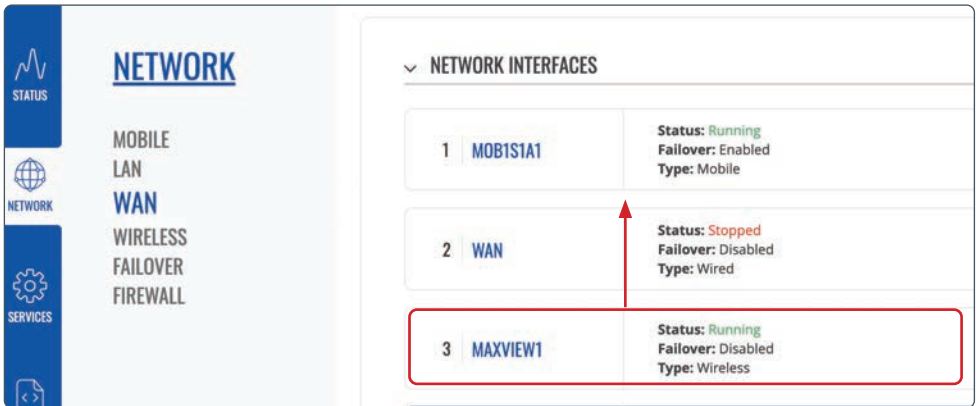 STATUS
NETWORK
SERVICES
NETWORK
MOBILE
LAN
WAN
WIRELESS
FAILOVER
FIREWALL
NETWORK INTERFACES
1 MOB1S1A1
Status: Running
Failover: Enabled
Type: Mobile
2 WAN
Status: Stopped
Failover: Disabled
Type: Wired
3 MAXVIEW1
Status: Running
Failover: Disabled
Type: Wireless